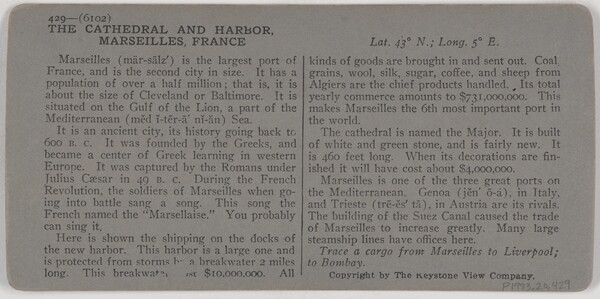 429—(6102)
THE CATHEDRAL AND HARBOR,
MARSEILLES, FRANCE
Lat. 43° N.; Long. 5° E.
Marseilles (mär-sālz′) is the largest port of
France, and is the second city in size. It has a
population of over a half million; that is, it is
about the size of Cleveland or Baltimore. It is
situated on the Gulf of the Lion, a part of the
Mediterranean (mĕd ĭ-tĕr-ā′ nĭ-ăn) Sea.
It is an ancient city, its history going back to
600 B. C. It was founded by the Greeks, and
became a center of Greek learning in western
Europe. It was captured by the Romans under
Julius Cæsar in 49 B. C. During the French
Revolution, the soldiers of Marseilles when go-
ing into battle sang a song. This song the
French named the “Marsellaise.” You probably
can sing it.
Here is shown the shipping on the docks of
the new harbor. This harbor is a large one and
is protected from storms by a breakwater 2 miles
long. This breakwater $10,000,000. All
kinds of goods are brought in and sent out. Coal
grains, wool, silk, sugar, coffee, and sheep from
Algiers are the chief products handled. Its total
yearly commerce amounts to $731,000,000. This
makes Marseilles the 6th most important port in
the world.
The cathedral is named the Major. It is built
of white and green stone, and is fairly new. It
is 460 feet long. When its decorations are fin-
ished it will have cost about $4,000,000.
Marseilles is one of the three great ports on
the Mediterranean. Genoa (jĕn′ ō-á), in Italy,
and Trieste (trē-ĕs′ tā), in Austria are its rivals.
The building of the Suez Canal caused the trade
of Marseilles to increase greatly. Many large
steamship lines have offices here.
Trace a cargo from Marseilles to Liverpool;
to Bombay.
Copyright by The Keystone View Company.